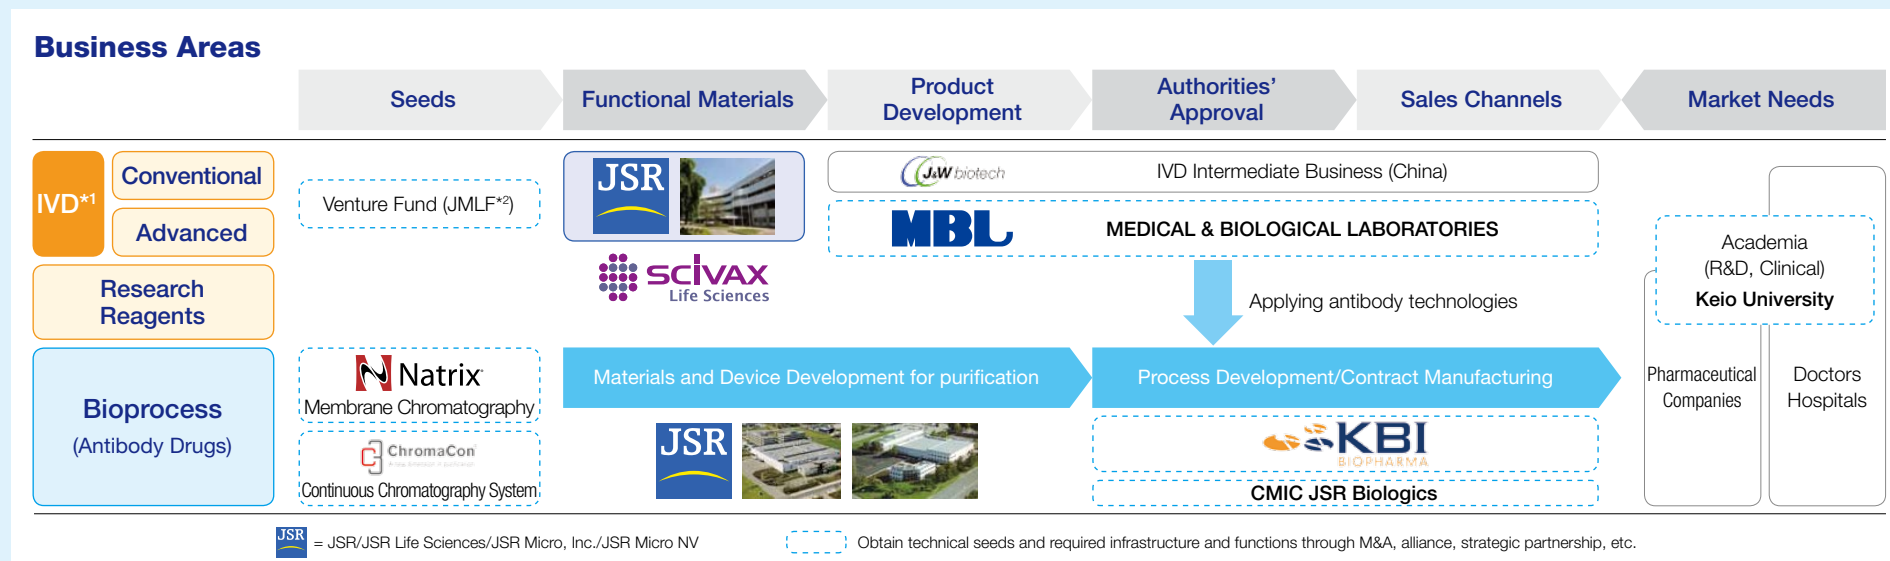 Business Areas
Seeds
Functional Materials
Product
Development
Authorities'
Approval
Sales Channels
Market Needs
IVD*1
Conventional
Advanced
Research
Reagents
Bioprocess
(Antibody Drugs)
Venture Fund (JMLF*2)
JSR
SCIVAX
Life Sciences
J&W biotech
IVD Intermediate Business (China)
MBL
MEDICAL & BIOLOGICAL LABORATORIES
Applying antibody technologies
Academia
(R&D, Clinical)
Keio University
Pharmaceutical
Companies
Doctors
Hospitals
Natrix
Membrane Chromatography
ChromaCon
Continuous Chromatography System
Materials and Device Development for purification
Process Development/Contract Manufacturing
JSR
KBI
BIOPHARMA
CMIC JSR Biologics
JSR
= JSR/JSR Life Sciences/JSR Micro, Inc./JSR Micro NV
Obtain technical seeds and required infrastructure and functions through M&A, alliance, strategic partnership, etc.